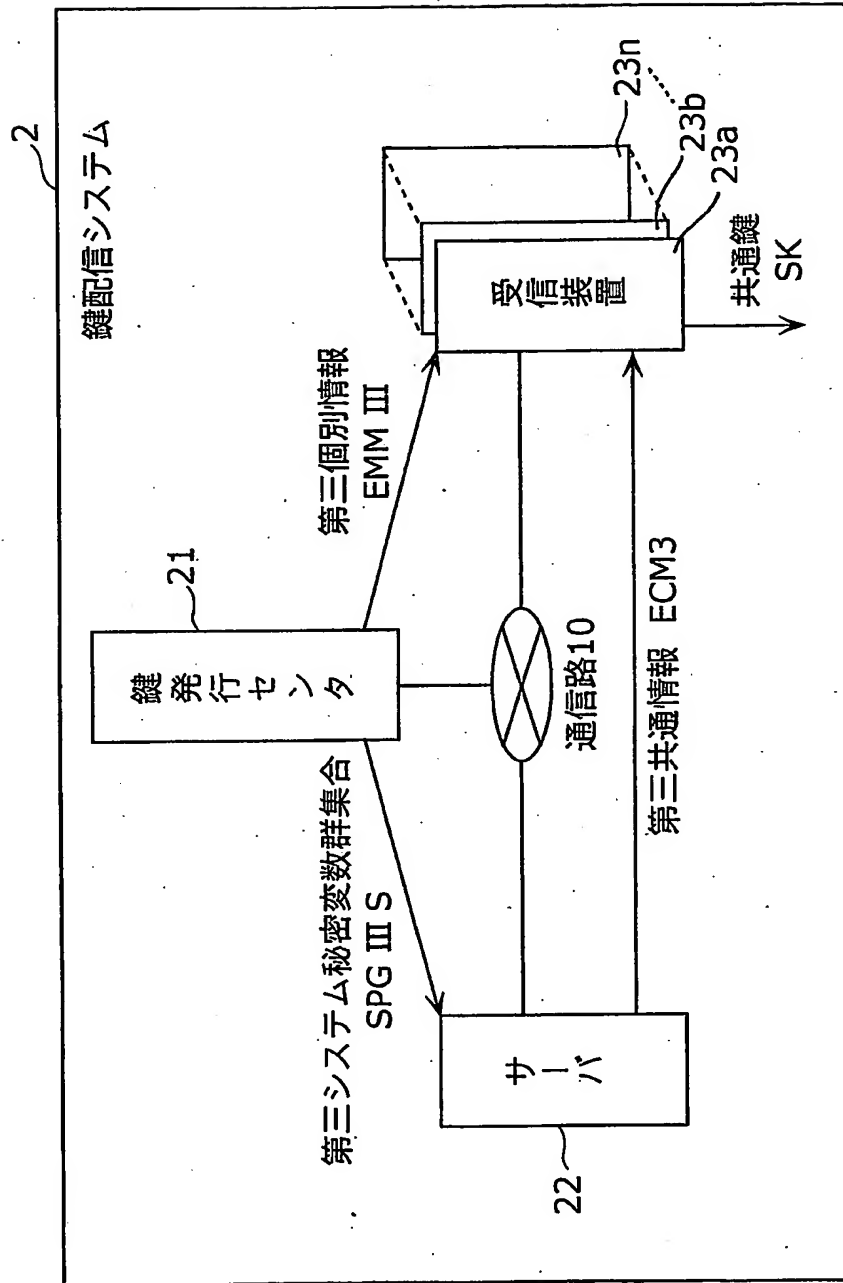 2
鍵配信システム
21
鍵発行センタ
第三システム秘密変数群集合
SPG III S
第三個別情報
EMM III
サーバ
22
通信路10
第三共通情報 ECM3
受信装置
23n
23b
23a
共通鍵
SK